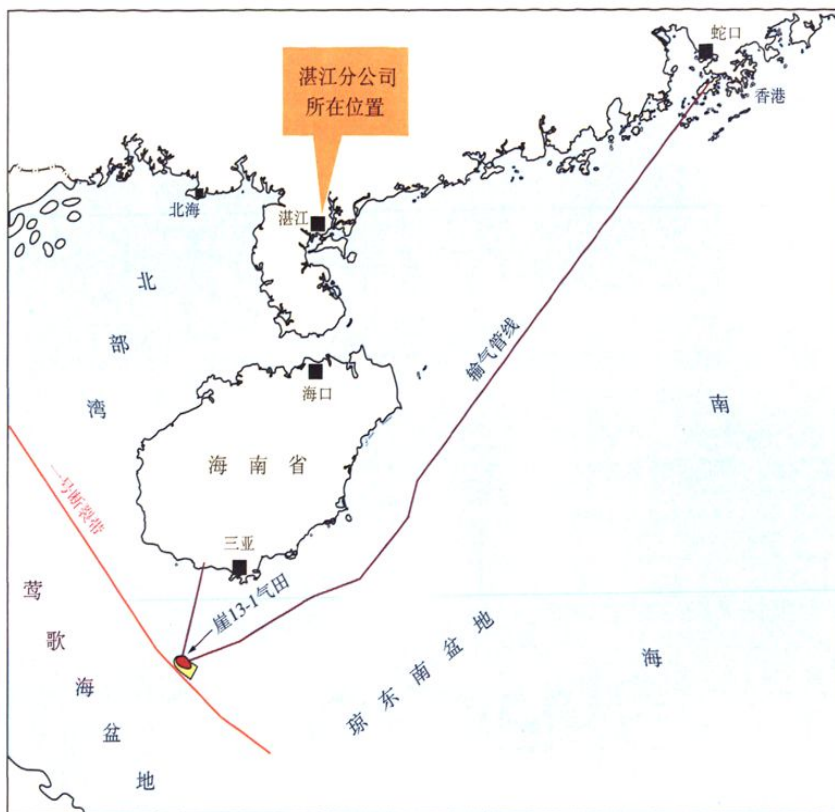 蛇口
湛江分公司
所在位置
香港
北海
湛江
北部湾
输气管线
海口
南海
海南省
一号断裂带
三亚
崖13-1气田
莺歌海盆地
琼东南盆地